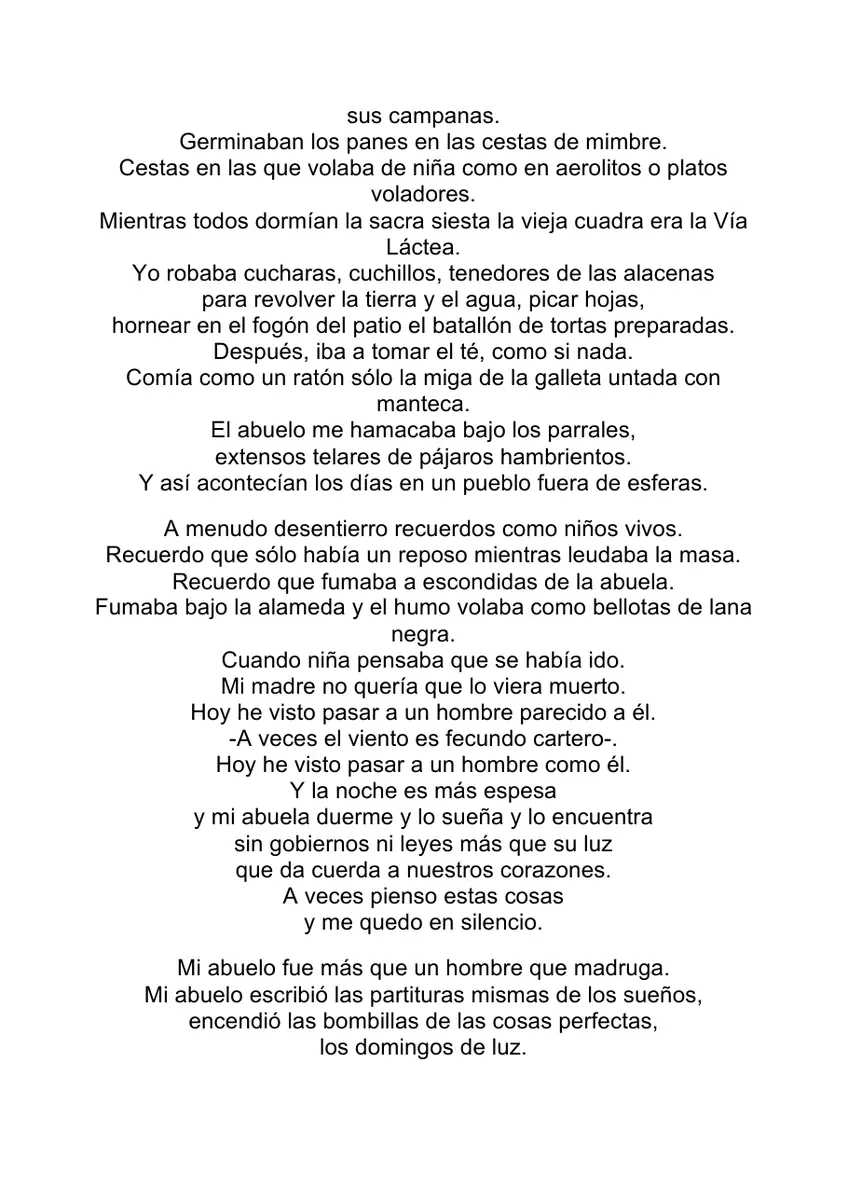 sus campanas.
Germinaban los panes en las cestas de mimbre.
Cestas en las que volaba de niña como en aerolitos o platos
voladores.
Mientras todos dormían la sacra siesta la vieja cuadra era la Vía
Láctea.
Yo robaba cucharas, cuchillos, tenedores de las alacenas
para revolver la tierra y el agua, picar hojas,
hornear en el fogón del patio el batallón de tortas preparadas.
Después, iba a tomar el té, como si nada.
Comía como un ratón sólo la miga de la galleta untada con
manteca.
El abuelo me hamacaba bajo los parrales,
extensos telares de pájaros hambrientos.
Y así acontecían los días en un pueblo fuera de esferas.
A menudo desentierro recuerdos como niños vivos.
Recuerdo que sólo había un reposo mientras leudaba la masa.
Recuerdo que fumaba a escondidas de la abuela.
Fumaba bajo la alameda y el humo volaba como bellotas de lana
negra.
Cuando niña pensaba que se había ido.
Mi madre no quería que lo viera muerto.
Hoy he visto pasar a un hombre parecido a él.
-A veces el viento es fecundo cartero-.
Hoy he visto pasar a un hombre como él.
Y la noche es más espesa
y mi abuela duerme y lo sueña y lo encuentra
sin gobiernos ni leyes más que su luz
que da cuerda a nuestros corazones.
A veces pienso estas cosas
y me quedo en silencio.
Mi abuelo fue más que un hombre que madruga.
Mi abuelo escribió las partituras mismas de los sueños,
encendió las bombillas de las cosas perfectas,
los domingos de luz.